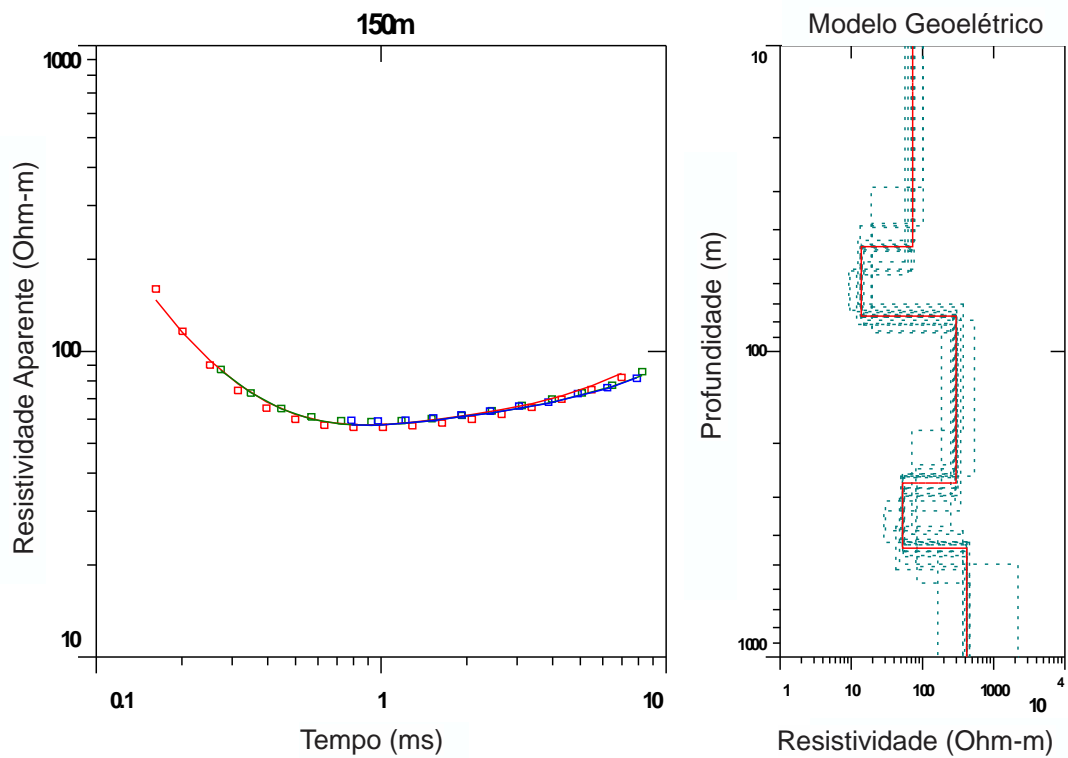 150m
Modelo Geoelétrico
1000
100
10
Resistividade Aparente (Ohm-m)
0.1
1
10
Tempo (ms)
10
100
1000
Profundidade (m)
1
10
100
1000
10 4
Resistividade (Ohm-m)